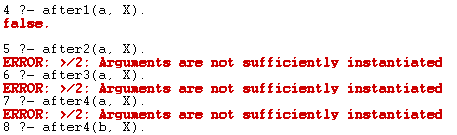 4 ?- after1(a, X).
false.
5 ?- after2(a, X).
ERROR: >/2: Arguments are not sufficiently instantiated
6 ?- after3(a, X).
ERROR: >/2: Arguments are not sufficiently instantiated
7 ?- after4(a, X).
ERROR: >/2: Arguments are not sufficiently instantiated
8 ?- after4(b, X).